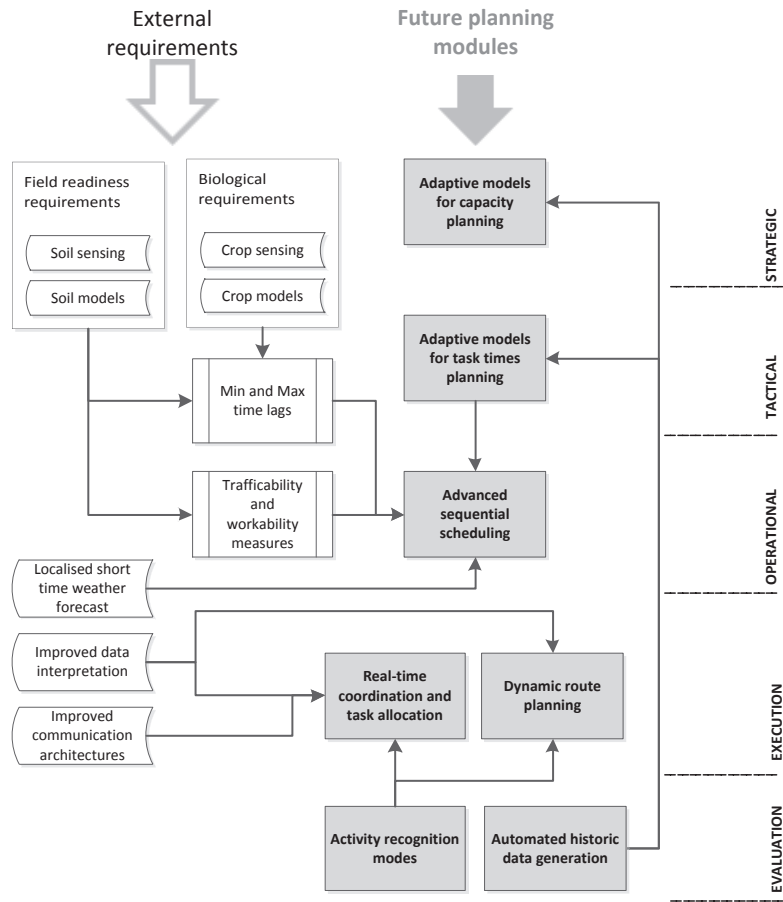 External
requirements
Future planning
modules
Field readiness
requirements
Soil sensing
Soil models
Biological
requirements
Crop sensing
Crop models
Adaptive models
for capacity
planning
STRATEGIC
Min and Max
time lags
Adaptive models
for task times
planning
TACTICAL
Trafficability
and
workability
measures
Advanced
sequential
scheduling
OPERATIONAL
Localised short
time weather
forecast
Improved data
interpretation
Improved
communication
architectures
Real-time
coordination and
task allocation
Dynamic route
planning
EXECUTION
Activity recognition
modes
Automated historic
data generation
EVALUATION